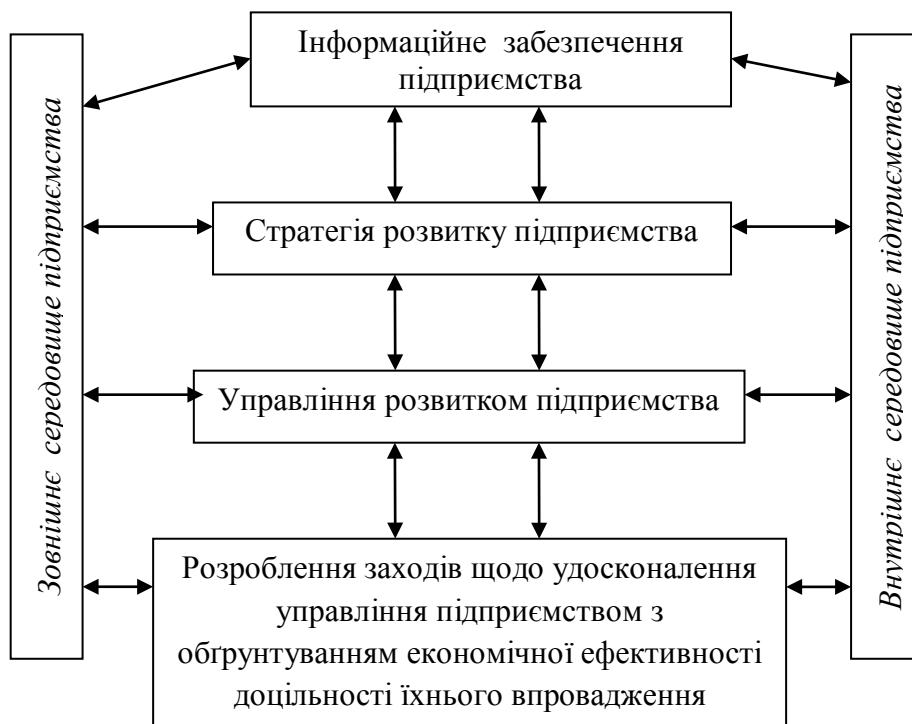 Інформаційне забезпечення
підприємства
Зовнішнє середовище підприємства
Внутрішнє середовище підприємства
Стратегія розвитку підприємства
Управління розвитком підприємства
Розроблення заходів щодо удосконалення
управління підприємством з
обґрунтуванням економічної ефективності
доцільності їхнього впровадження